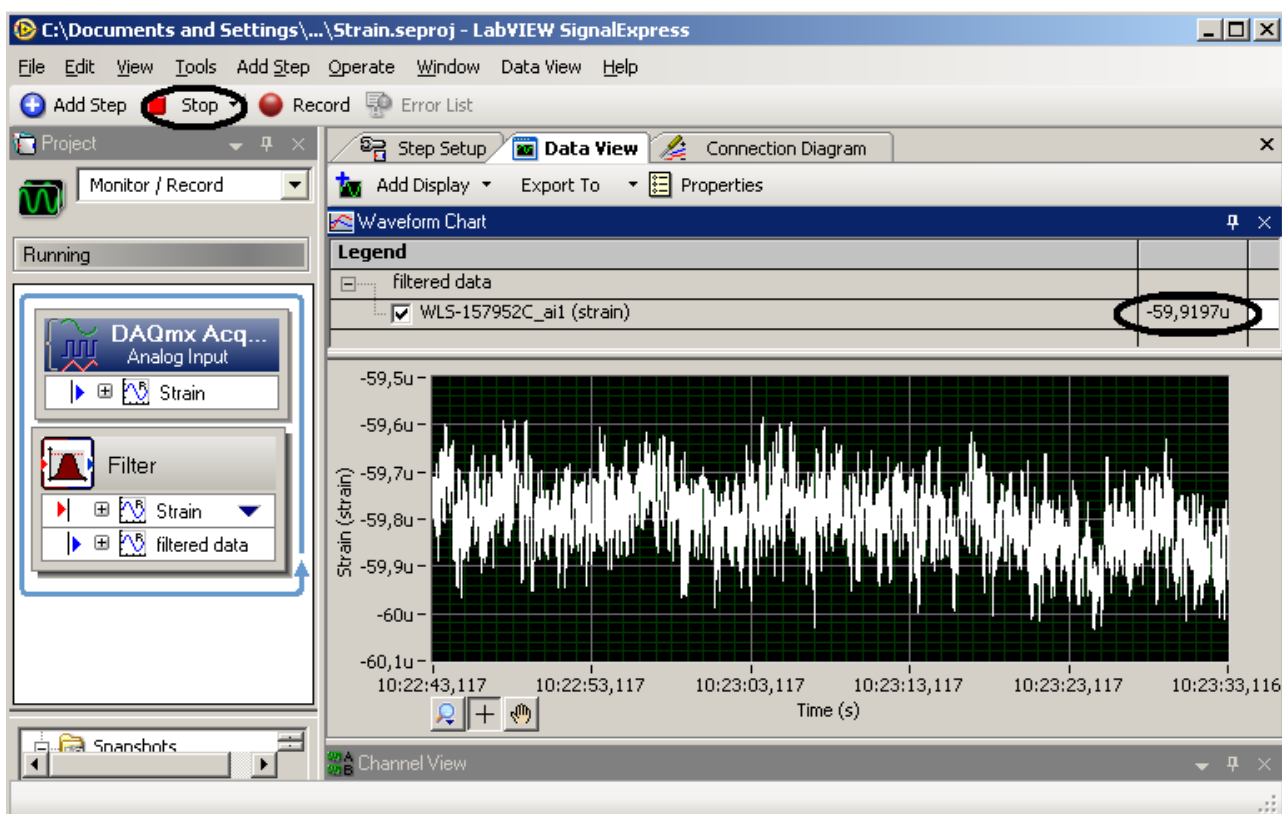 C:\Documents and Settings\...\Strain.seproj - LabVIEW SignalExpress
File Edit View Tools Add Step Operate Window Data View Help
Add Step Stop Record Error List
Project
Monitor / Record
Running
DAQmx Acq...
Analog Input
Strain
Filter
Strain
filtered data
Snapshots
Step Setup Data View Connection Diagram
Add Display Export To Properties
Waveform Chart
Legend
filtered data
WLS-157952C_ai1 (strain) -59,9197u
Strain (strain)
-59,5u
-59,6u
-59,7u
-59,8u
-59,9u
-60u
-60,1u
10:22:43,117 10:22:53,117 10:23:03,117 10:23:13,117 10:23:23,117 10:23:33,116
Time (s)
Channel View